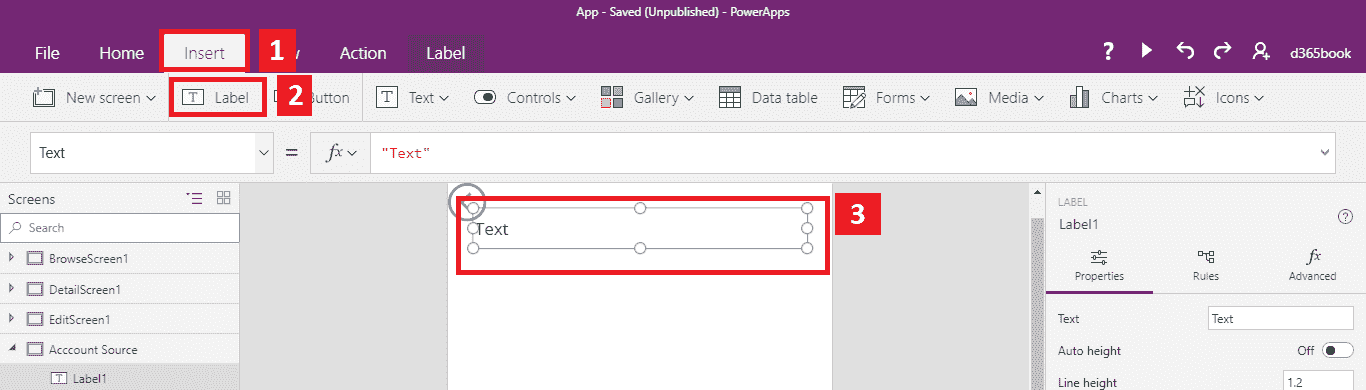 App - Saved (Unpublished) - PowerApps
File Home Insert 1 w Action Label ? d365book
New screen Label 2 Button Text Controls Gallery Data table Forms Media Charts Icons
Text = fx "Text"
Screens
Search
BrowseScreen1
DetailScreen1
EditScreen1
Acccount Source
Label1
Text
3
LABEL
Label1
?
Properties Rules fx Advanced
Text Text
Auto height Off
Line height 1.2